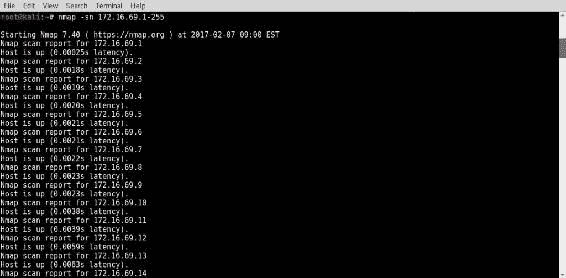 File Edit View Search Terminal Help
root@kali:~# nmap -sn 172.16.69.1-255
Starting Nmap 7.40 ( https://nmap.org ) at 2017-02-07 09:00 EST
Nmap scan report for 172.16.69.1
Host is up (0.00025s latency).
Nmap scan report for 172.16.69.2
Host is up (0.0018s latency).
Nmap scan report for 172.16.69.3
Host is up (0.0019s latency).
Nmap scan report for 172.16.69.4
Host is up (0.0020s latency).
Nmap scan report for 172.16.69.5
Host is up (0.0021s latency).
Nmap scan report for 172.16.69.6
Host is up (0.0021s latency).
Nmap scan report for 172.16.69.7
Host is up (0.0022s latency).
Nmap scan report for 172.16.69.8
Host is up (0.0023s latency).
Nmap scan report for 172.16.69.9
Host is up (0.0023s latency).
Nmap scan report for 172.16.69.10
Host is up (0.0038s latency).
Nmap scan report for 172.16.69.11
Host is up (0.0039s latency).
Nmap scan report for 172.16.69.12
Host is up (0.0059s latency).
Nmap scan report for 172.16.69.13
Host is up (0.0063s latency).
Nmap scan report for 172.16.69.14